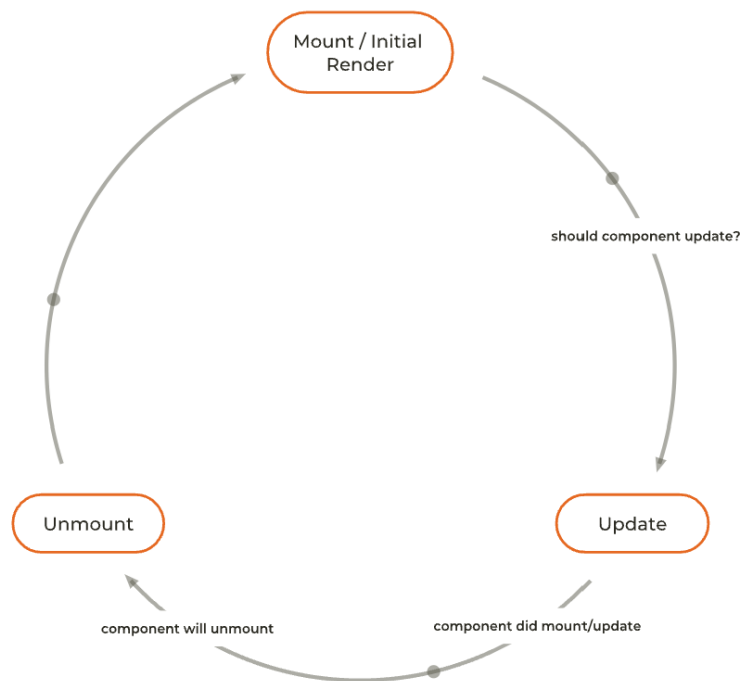 Mount / Initial
Render
should component update?
Unmount
Update
component will unmount
component did mount/update